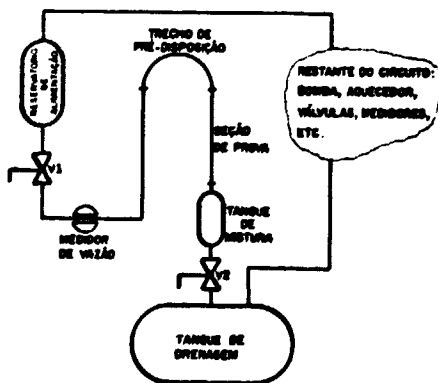 TRECHO DE
PRÉ-DISPOSIÇÃO
RESERVATÓRIO
DE
ALIMENTAÇÃO
RESTANTE DO CIRCUITO:
BOMBA, AQUECEDOR,
VÁLVULAS, MEDIDORES,
ETC.
SEÇÃO
DE PROVA
V1
MEDIDOR
DE VAZÃO
TANQUE
DE
MISTURA
V2
TANQUE DE
DRENAGEM